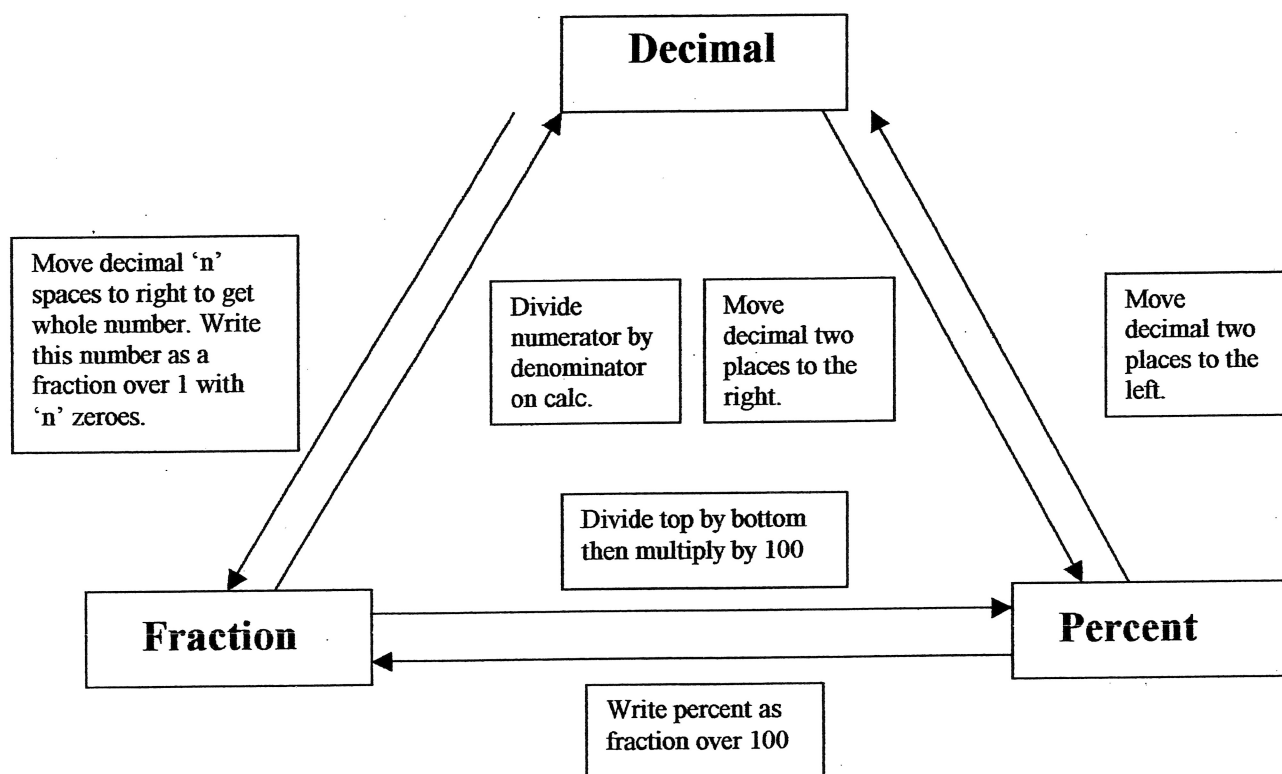 Decimal
Move decimal ‘n’
spaces to right to get
whole number. Write
this number as a
fraction over 1 with
‘n’ zeroes.
Divide
numerator by
denominator
on calc.
Move
decimal two
places to the
right.
Move
decimal two
places to the
left.
Divide top by bottom
then multiply by 100
Fraction
Percent
Write percent as
fraction over 100